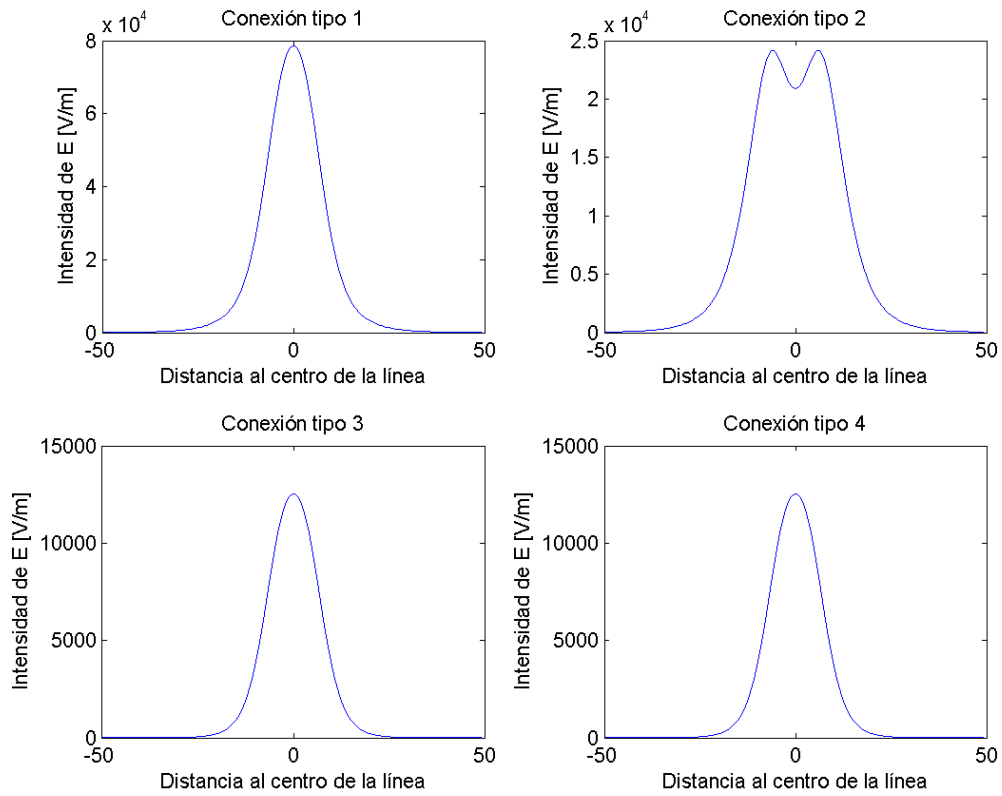 Conexión tipo 1
x 10^4
8
6
4
2
0
-50
0
50
Intensidad de E [V/m]
Distancia al centro de la línea
Conexión tipo 2
x 10^4
2.5
2
1.5
1
0.5
0
-50
0
50
Intensidad de E [V/m]
Distancia al centro de la línea
Conexión tipo 3
15000
10000
5000
0
-50
0
50
Intensidad de E [V/m]
Distancia al centro de la línea
Conexión tipo 4
15000
10000
5000
0
-50
0
50
Intensidad de E [V/m]
Distancia al centro de la línea